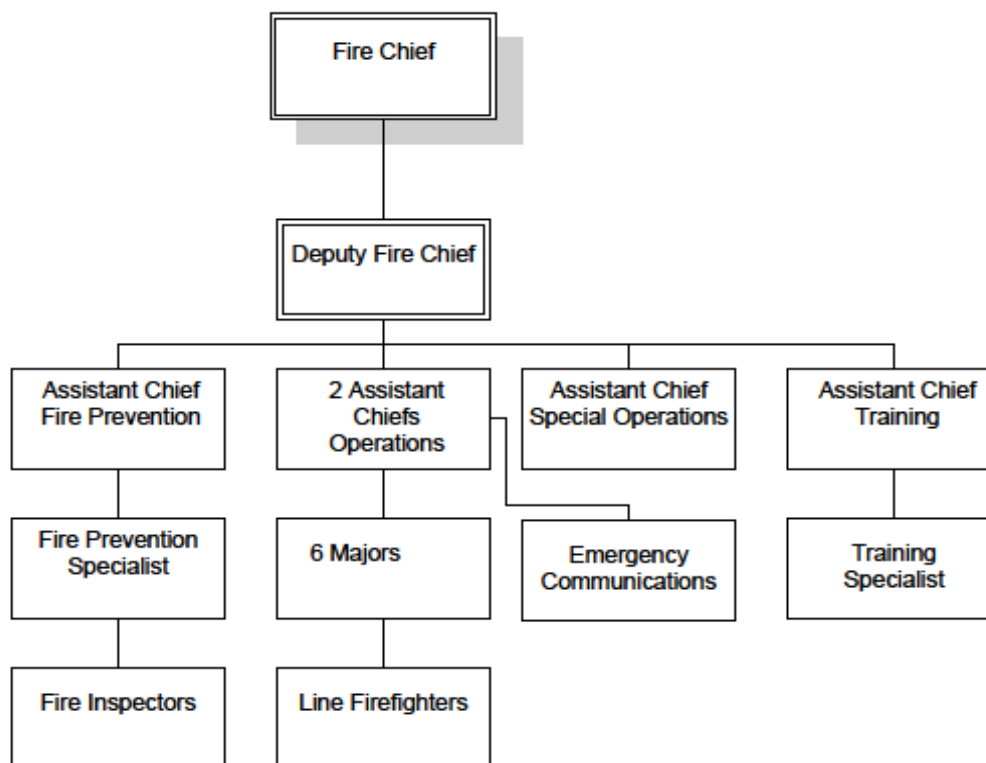 Fire Chief
Deputy Fire Chief
Assistant Chief
Fire Prevention
2 Assistant
Chiefs
Operations
Assistant Chief
Special Operations
Assistant Chief
Training
Fire Prevention
Specialist
6 Majors
Emergency
Communications
Training
Specialist
Fire Inspectors
Line Firefighters